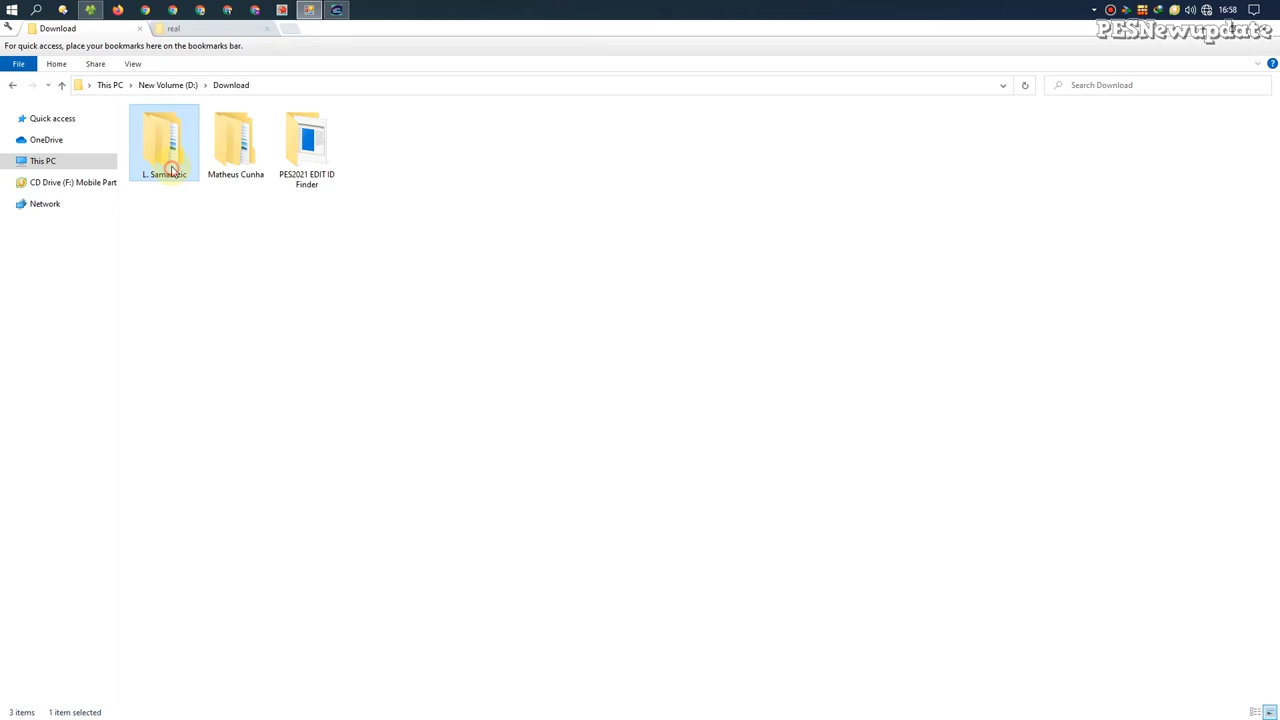 16:58
Download
real
PESNewupdate
For quick access, place your bookmarks here on the bookmarks bar.
File
Home
Share
View
This PC
New Volume (D:)
Download
Search Download
Quick access
OneDrive
This PC
CD Drive (F:) Mobile Part
Network
L.
Matheus Cunha
PES2021 EDIT ID
Finder
3 items
1 item selected